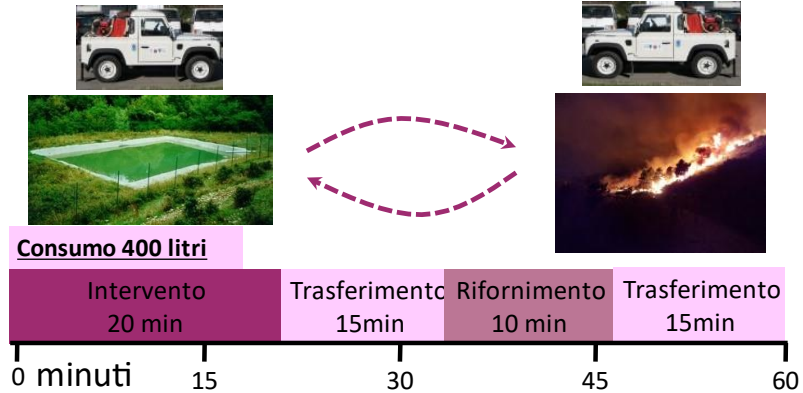 Consumo 400 litri
Intervento
20 min
Trasferimento
15min
Rifornimento
10 min
Trasferimento
15min
0 minuti 15 30 45 60